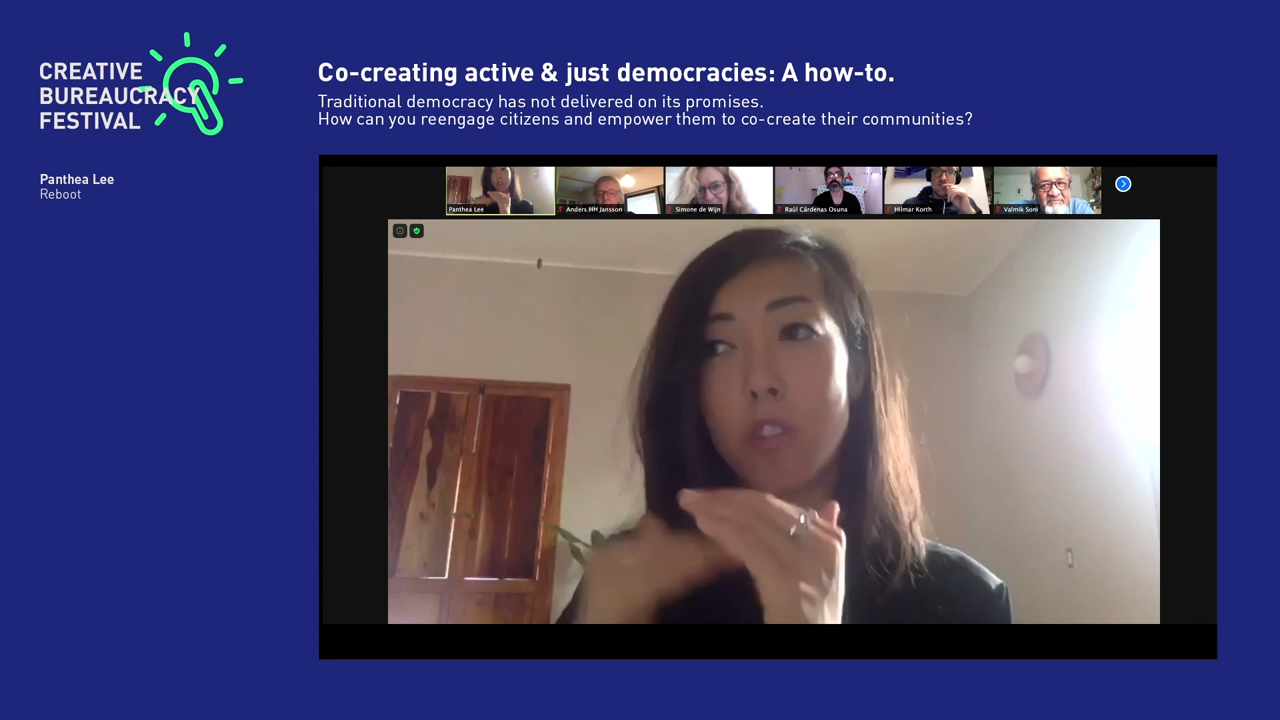 CREATIVE
BUREAUCRACY
FESTIVAL
Panthea Lee
Reboot
Co-creating active & just democracies: A how-to.
Traditional democracy has not delivered on its promises.
How can you reengage citizens and empower them to co-create their communities?
Panthea Lee
Anders HH Jansson
Simone de Wijn
Raúl Cárdenas Osuna
Hilmar Korth
Valmik Soni